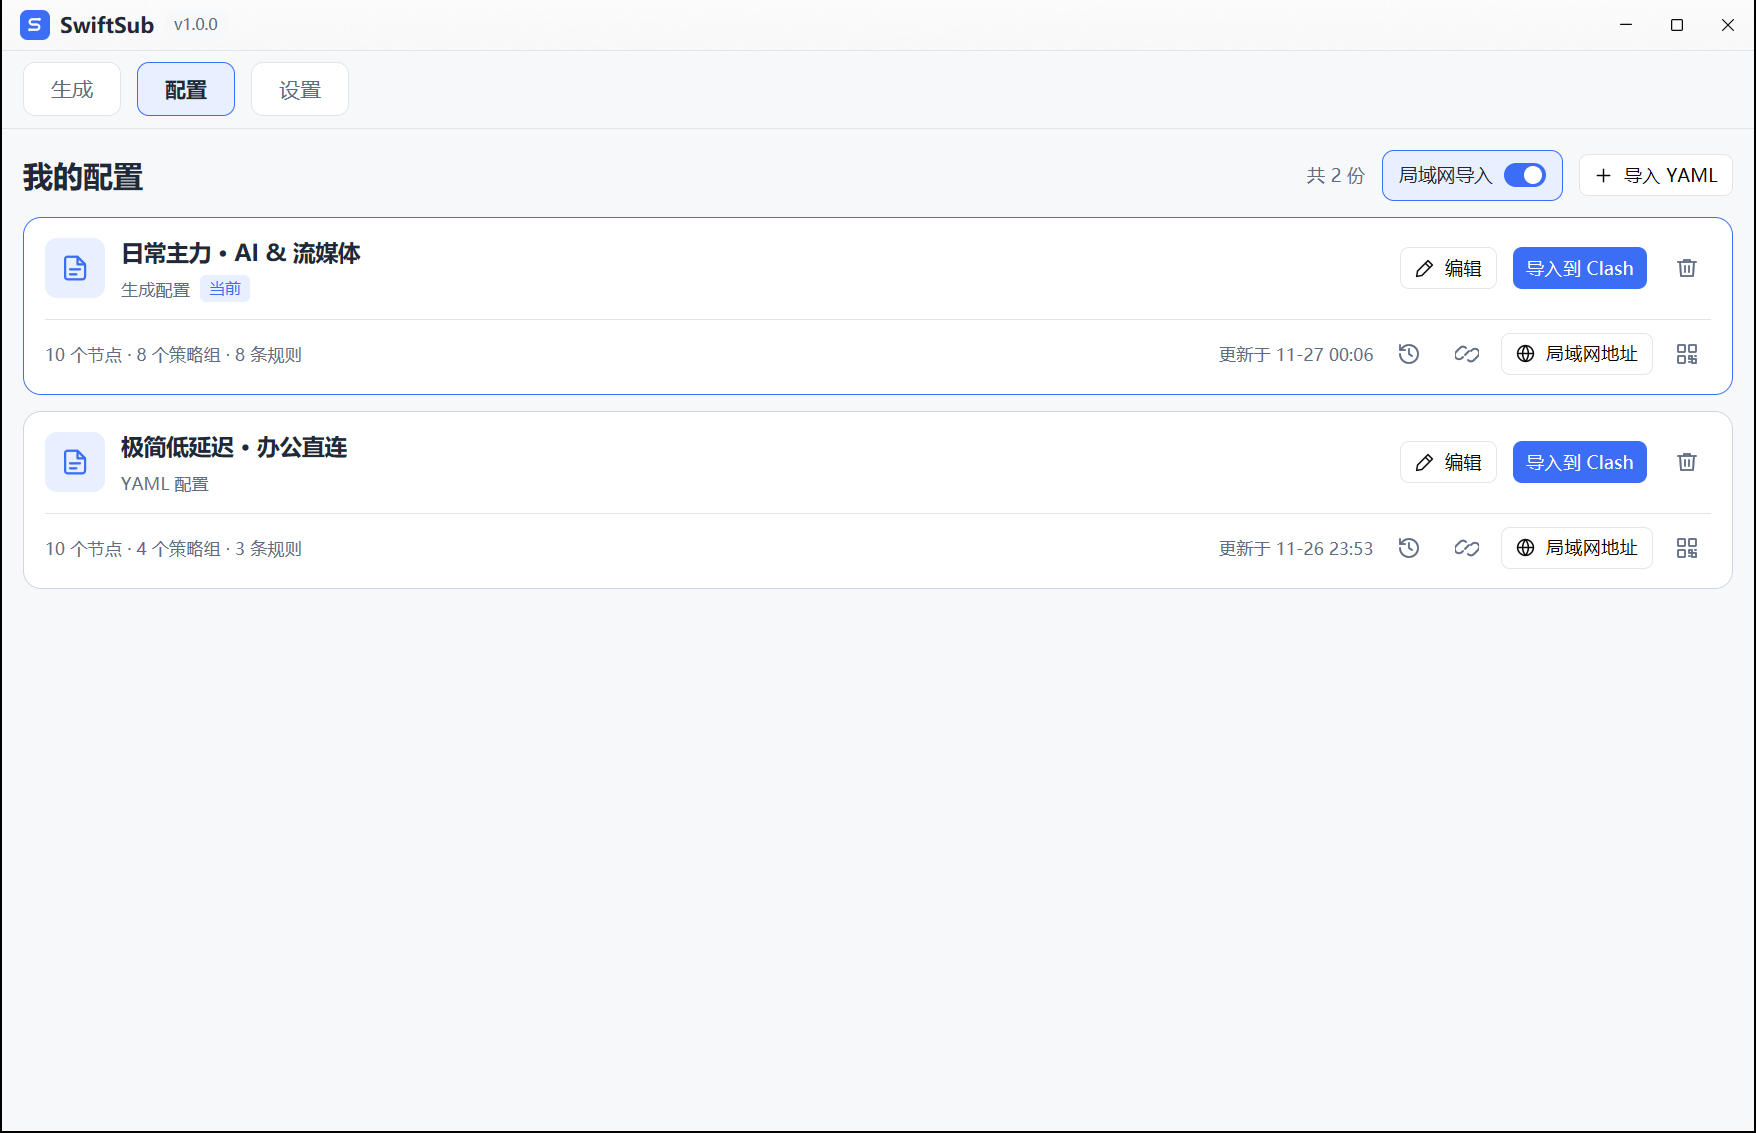 SwiftSub v1.0.0
生成 配置 设置
我的配置 共 2 份 局域网导入 导入 YAML
日常主力 • AI & 流媒体
生成配置 当前
编辑 导入到 Clash
10 个节点 · 8 个策略组 · 8 条规则 更新于 11-27 00:06 局域网地址
极简低延迟 • 办公直连
YAML 配置
编辑 导入到 Clash
10 个节点 · 4 个策略组 · 3 条规则 更新于 11-26 23:53 局域网地址